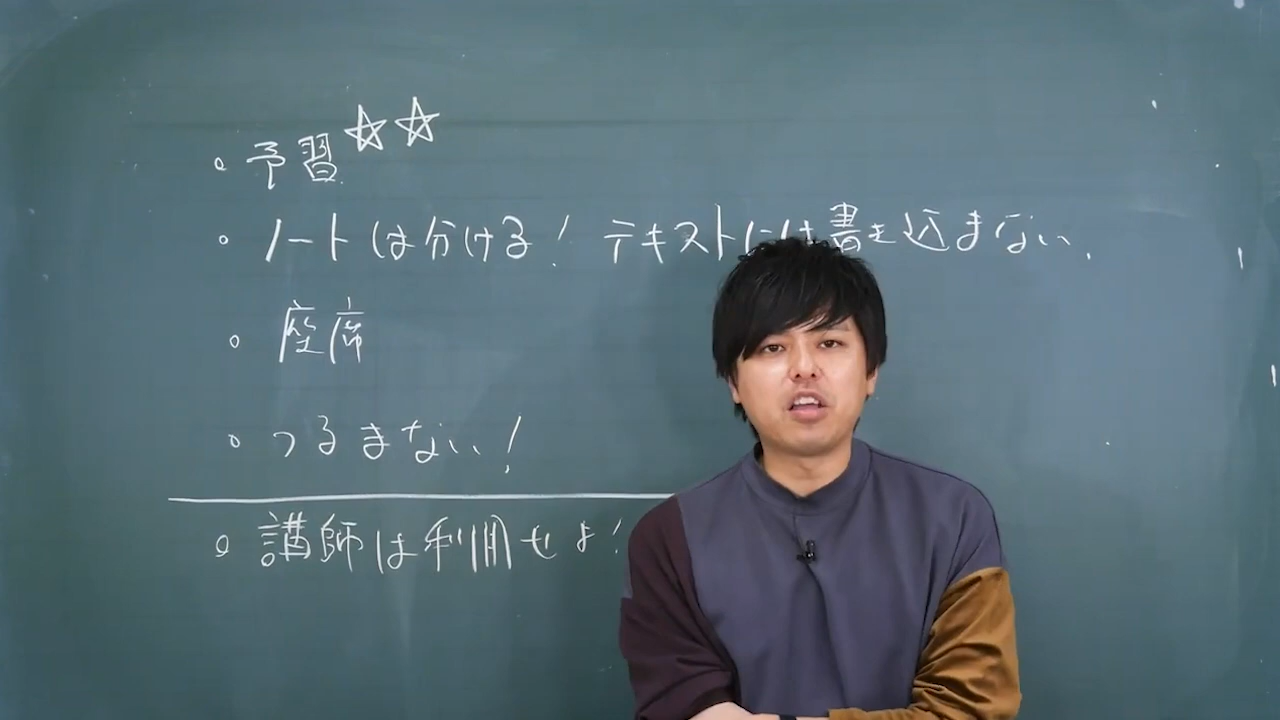 • 予習☆☆
• ノートは分ける! テキストには書き込まない、
• 座席
• つるまない!
• 講師は利用せよ!